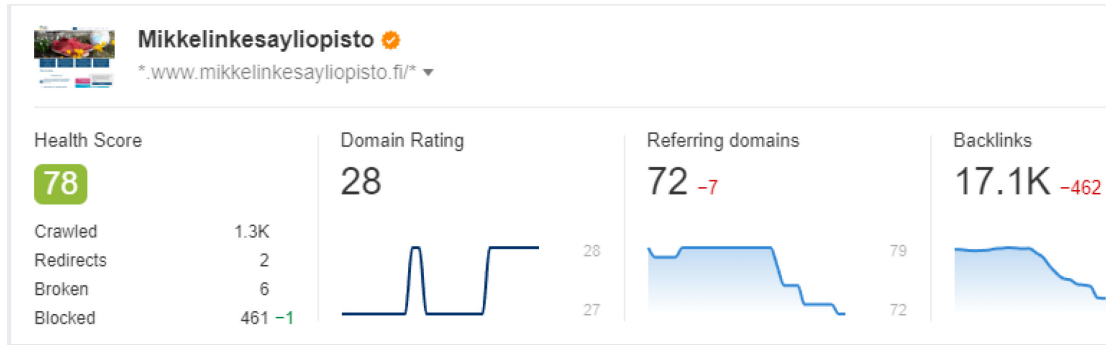 Mikkelinkesayliopisto
*.www.mikkelinkesayliopisto.fi/*
Health Score
78
Crawled 1.3K
Redirects 2
Broken 6
Blocked 461 −1
Domain Rating
28
28
27
Referring domains
72 −7
79
72
Backlinks
17.1K −462